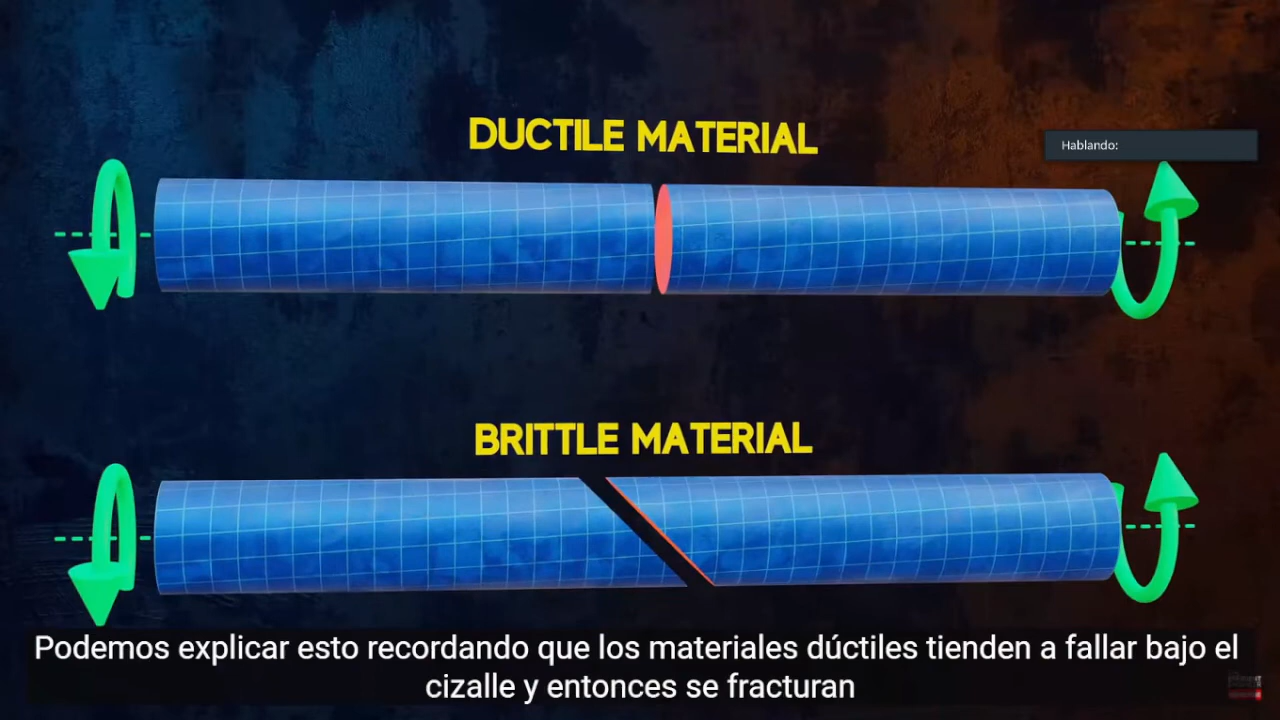 DUCTILE MATERIAL
Hablando:
BRITTLE MATERIAL
Podemos explicar esto recordando que los materiales dúctiles tienden a fallar bajo el
cizalle y entonces se fracturan